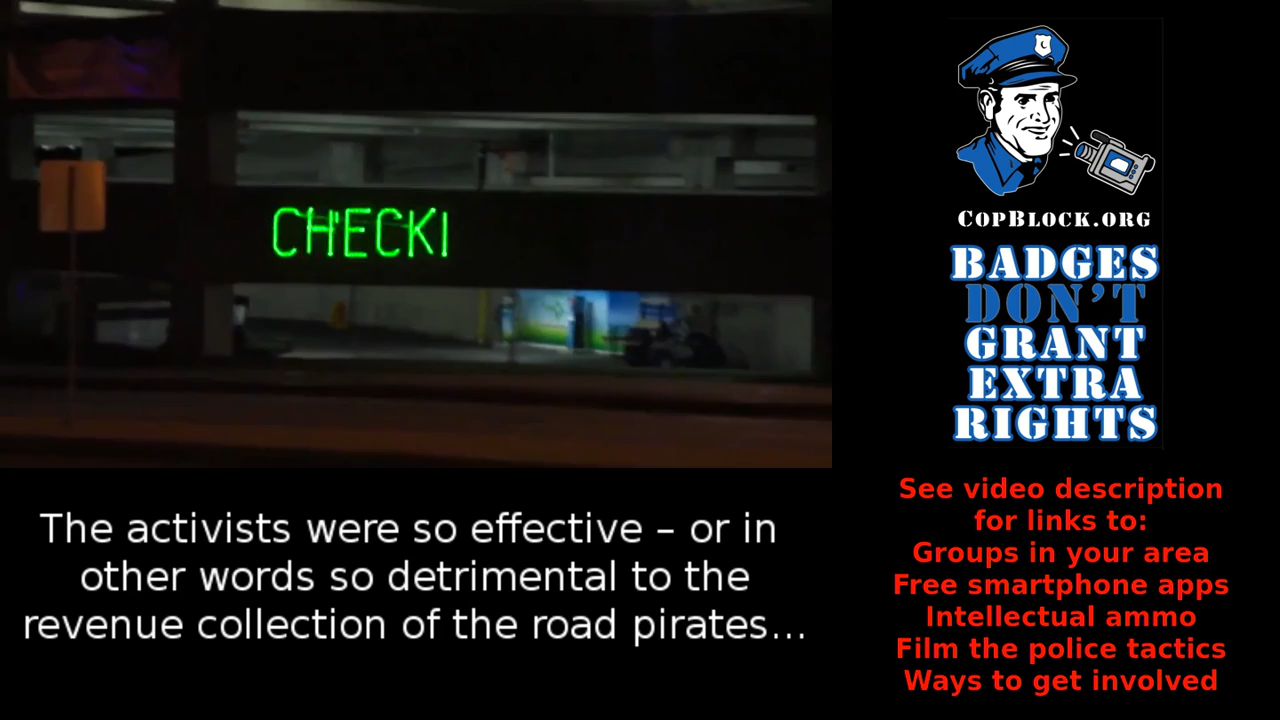 CHECKI
The activists were so effective – or in
other words so detrimental to the
revenue collection of the road pirates...
COPBLOCK.ORG
BADGES
DON'T
GRANT
EXTRA
RIGHTS
See video description
for links to:
Groups in your area
Free smartphone apps
Intellectual ammo
Film the police tactics
Ways to get involved